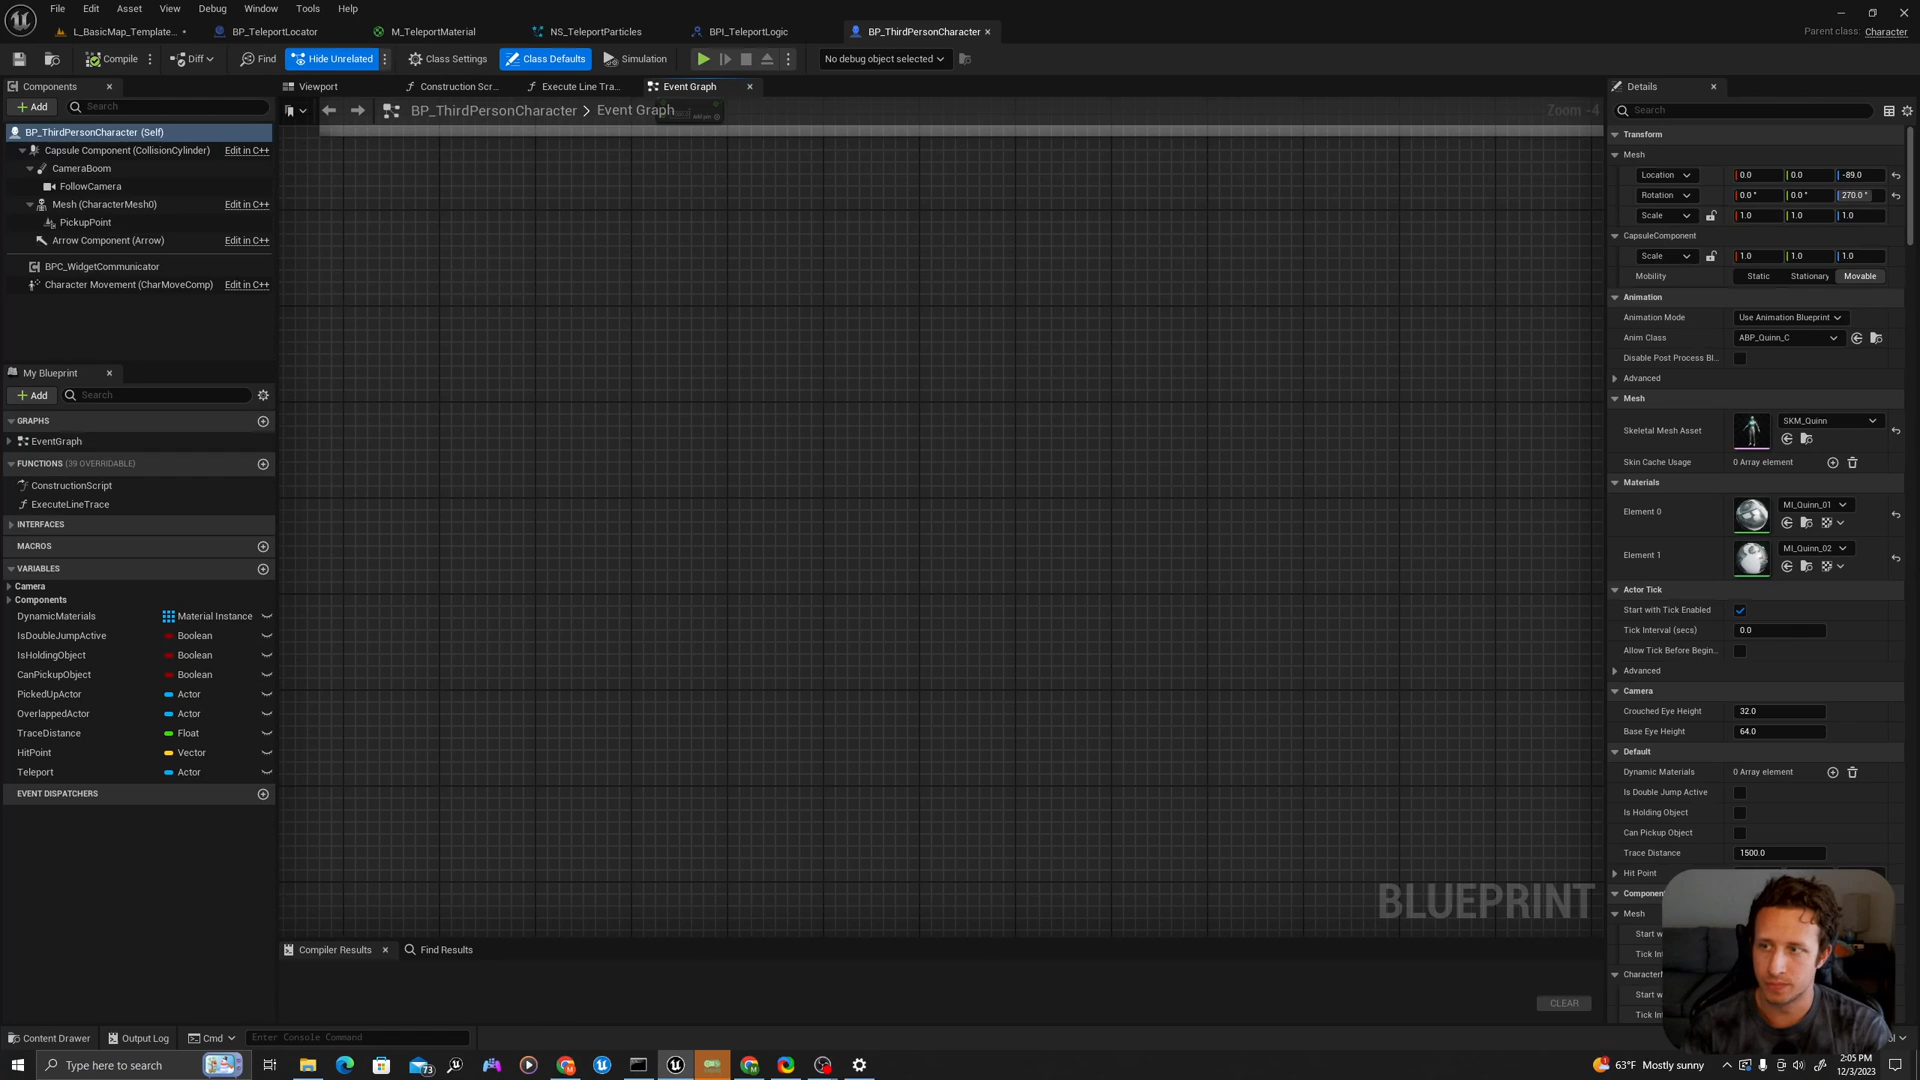 File Edit Asset View Debug Window Tools Help
L_BasicMap_Template... • BP_TeleportLocator M_TeleportMaterial NS_TeleportParticles BPI_TeleportLogic BP_ThirdPersonCharacter Parent class: Character
Compile Diff Find Hide Unrelated Class Settings Class Defaults Simulation No debug object selected
Components Viewport Construction Scr... Execute Line Tra... Event Graph Details
Add Search BP_ThirdPersonCharacter > Event Graph Zoom -4 Search
BP_ThirdPersonCharacter (Self)
Capsule Component (CollisionCylinder) Edit in C++
CameraBoom
FollowCamera
Mesh (CharacterMesh0) Edit in C++
PickupPoint
Arrow Component (Arrow) Edit in C++
BPC_WidgetCommunicator
Character Movement (CharMoveComp) Edit in C++
My Blueprint
Add Search
GRAPHS
EventGraph
FUNCTIONS (39 OVERRIDABLE)
ConstructionScript
ExecuteLineTrace
INTERFACES
MACROS
VARIABLES
Camera
Components
DynamicMaterials Material Instance
IsDoubleJumpActive Boolean
IsHoldingObject Boolean
CanPickupObject Boolean
PickedUpActor Actor
OverlappedActor Actor
TraceDistance Float
HitPoint Vector
Teleport Actor
EVENT DISPATCHERS
BLUEPRINT
Compiler Results Find Results
CLEAR
Transform
Mesh
Location 0.0 0.0 -89.0
Rotation 0.0 ° 0.0 ° 270.0 °
Scale 1.0 1.0 1.0
CapsuleComponent
Scale 1.0 1.0 1.0
Mobility Static Stationary Movable
Animation
Animation Mode Use Animation Blueprint
Anim Class ABP_Quinn_C
Disable Post Process Bl...
Advanced
Mesh
Skeletal Mesh Asset SKM_Quinn
Skin Cache Usage 0 Array element
Materials
Element 0 MI_Quinn_01
Element 1 MI_Quinn_02
Actor Tick
Start with Tick Enabled
Tick Interval (secs) 0.0
Allow Tick Before Begin...
Advanced
Camera
Crouched Eye Height 32.0
Base Eye Height 64.0
Default
Dynamic Materials 0 Array element
Is Double Jump Active
Is Holding Object
Can Pickup Object
Trace Distance 1500.0
Hit Point
Component
Mesh
Start w
Tick Int
Character
Start w
Tick Int
Content Drawer Output Log Cmd Enter Console Command
Type here to search 73 63°F Mostly sunny 2:05 PM
12/3/2023